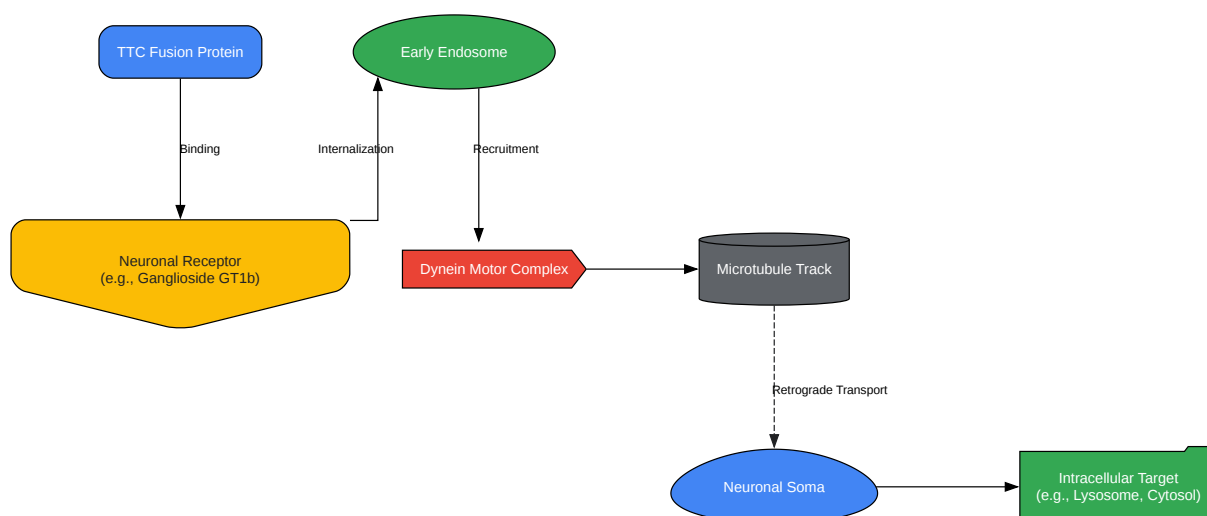 TTC Fusion Protein
Early Endosome
Binding
Internalization
Recruitment
Neuronal Receptor
(e.g., Ganglioside GT1b)
Dynein Motor Complex
Microtubule Track
Retrograde Transport
Neuronal Soma
Intracellular Target
(e.g., Lysosome, Cytosol)